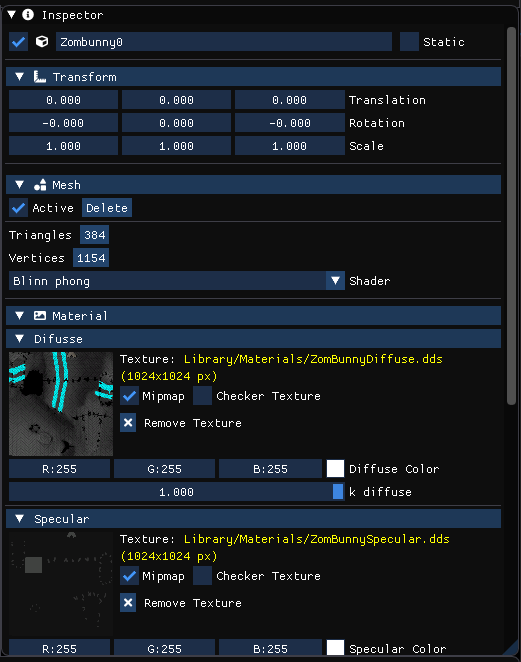 Inspector
Zombunny0 Static
Transform
0.000 0.000 0.000 Translation
-0.000 0.000 -0.000 Rotation
1.000 1.000 1.000 Scale
Mesh
Active Delete
Triangles 384
Vertices 1154
Blinn phong Shader
Material
Difusse
Texture: Library/Materials/ZomBunnyDiffuse.dds
(1024x1024 px)
Mipmap Checker Texture
Remove Texture
R:255 G:255 B:255 Diffuse Color
1.000 k diffuse
Specular
Texture: Library/Materials/ZomBunnySpecular.dds
(1024x1024 px)
Mipmap Checker Texture
Remove Texture
R:255 G:255 B:255 Specular Color